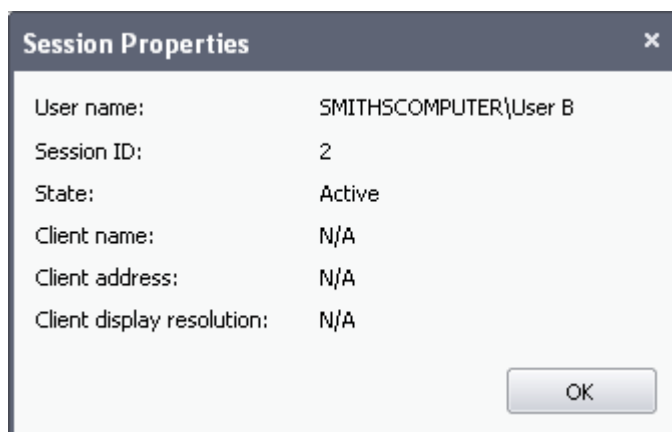 Session Properties
User name: SMITHSCOMPUTER\User B
Session ID: 2
State: Active
Client name: N/A
Client address: N/A
Client display resolution: N/A
OK